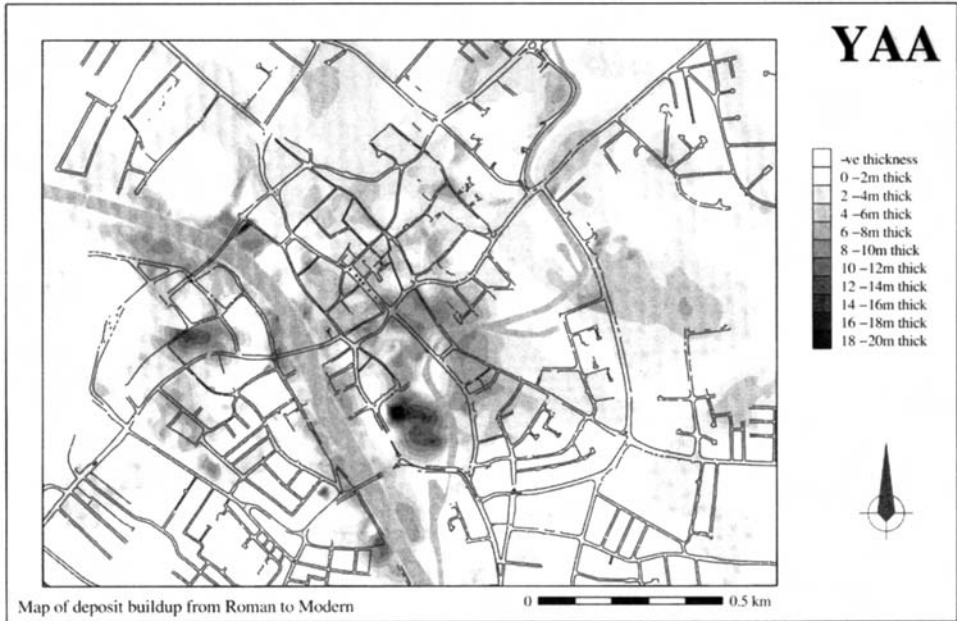 YAA
-ve thickness
0 –2m thick
2 –4m thick
4 –6m thick
6 –8m thick
8 –10m thick
10 –12m thick
12 –14m thick
14 –16m thick
16 –18m thick
18 –20m thick
Map of deposit buildup from Roman to Modern
0 0.5 km